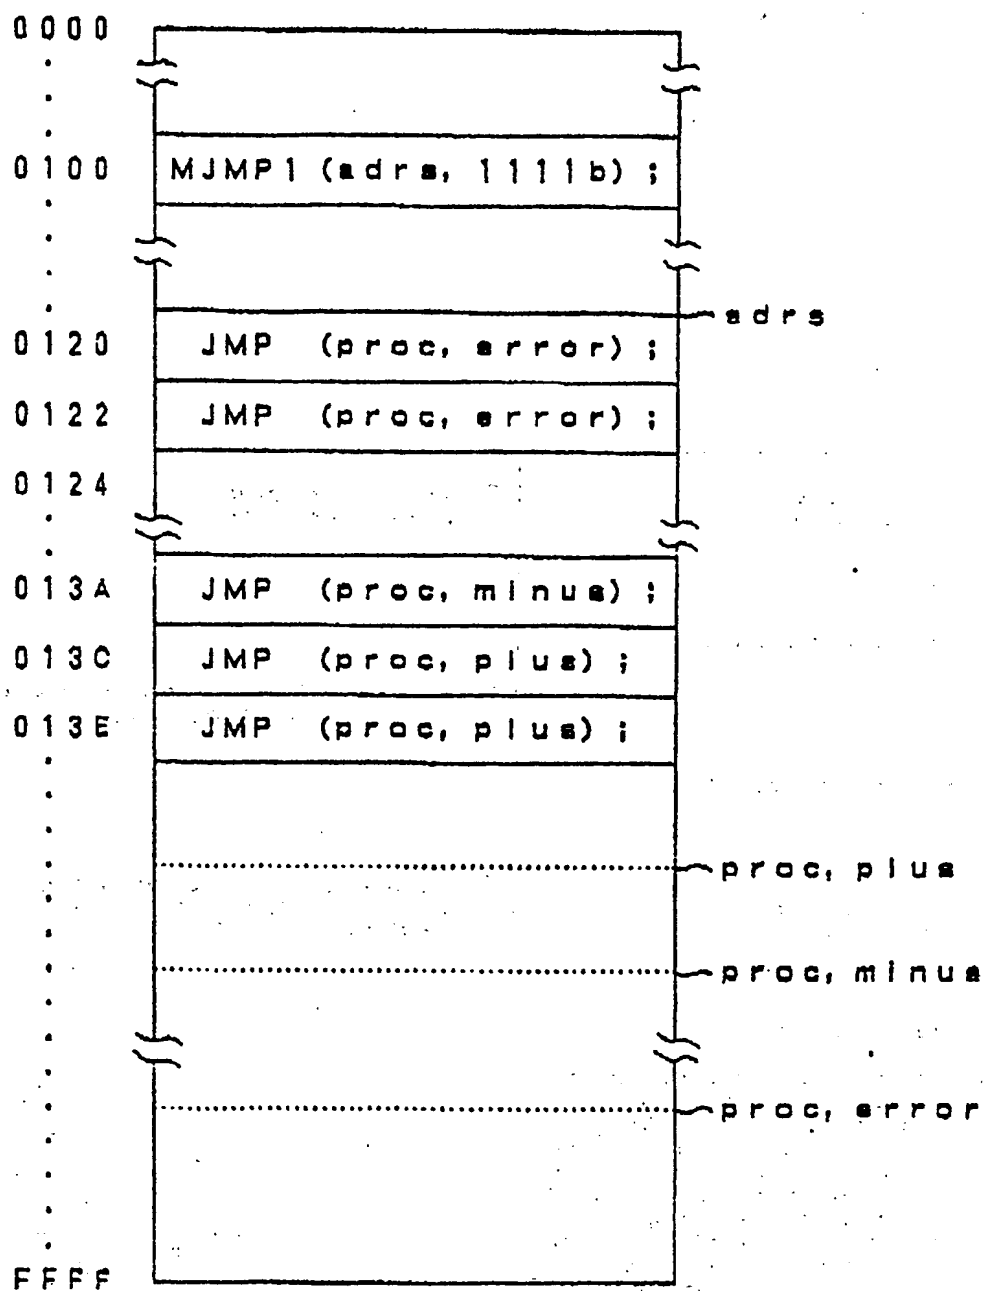 0000
0100 MJMP1 (adrs, 1111b) ;
adrs
0120 JMP (proc, error) ;
0122 JMP (proc, error) ;
0124
013A JMP (proc, minus) ;
013C JMP (proc, plus) ;
013E JMP (proc, plus) ;
proc, plus
proc, minus
proc, error
FFFF